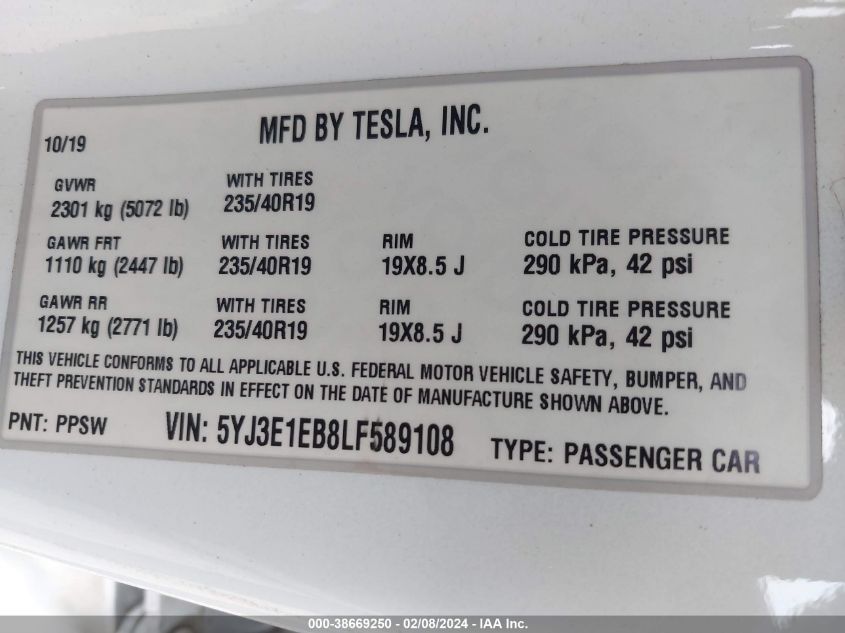 MFD BY TESLA, INC.
10/19
GVWR WITH TIRES
2301 kg (5072 lb) 235/40R19
GAWR FRT WITH TIRES RIM COLD TIRE PRESSURE
1110 kg (2447 lb) 235/40R19 19X8.5 J 290 kPa, 42 psi
GAWR RR WITH TIRES RIM COLD TIRE PRESSURE
1257 kg (2771 lb) 235/40R19 19X8.5 J 290 kPa, 42 psi
THIS VEHICLE CONFORMS TO ALL APPLICABLE U.S. FEDERAL MOTOR VEHICLE SAFETY, BUMPER, AND
THEFT PREVENTION STANDARDS IN EFFECT ON THE DATE OF MANUFACTURE SHOWN ABOVE.
PNT: PPSW VIN: 5YJ3E1EB8LF589108 TYPE: PASSENGER CAR
000-38669250 - 02/08/2024 - IAA Inc.